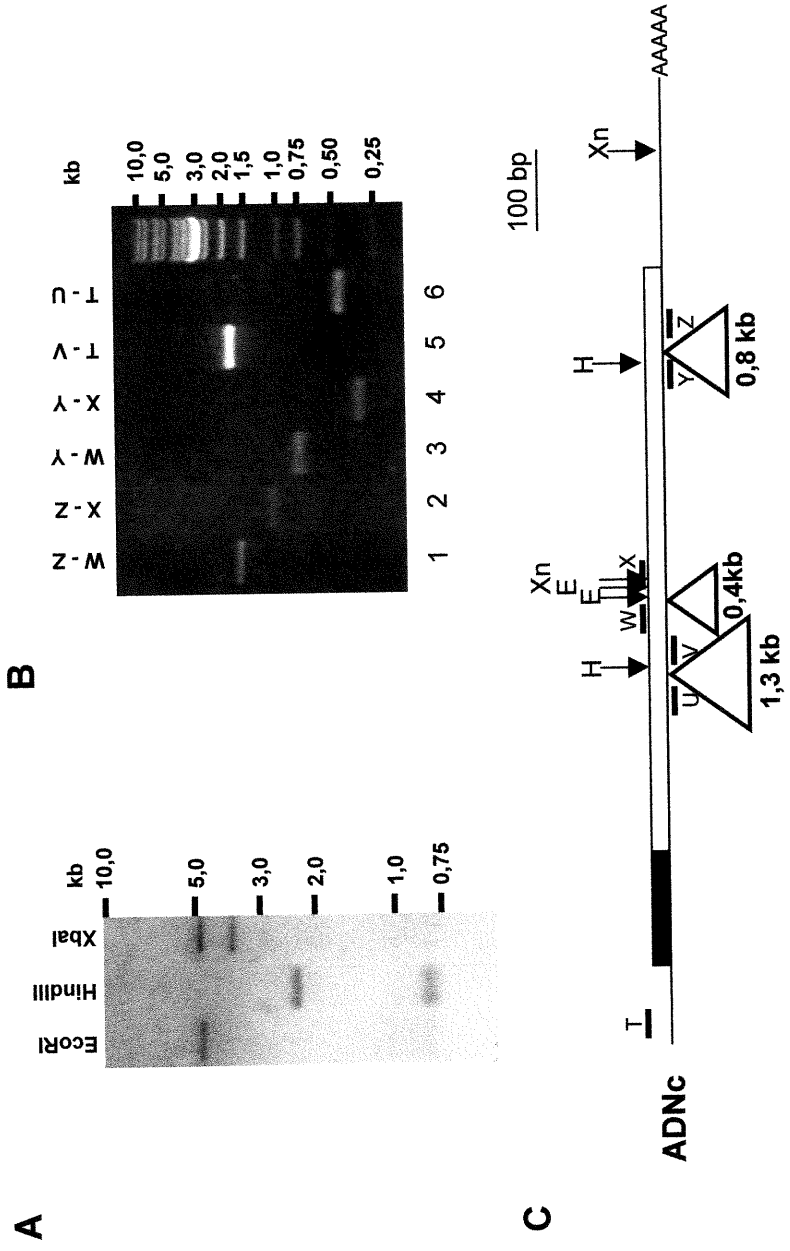 A
EcoRI HindIII XbaI
kb
10,0
5,0
3,0
2,0
1,0
0,75
B
W - Z X - Z W - Y X - Y T - V T - U
kb
10,0
5,0
3,0
2,0
1,5
1,0
0,75
0,50
0,25
1 2 3 4 5 6
C
100 bp
H E E Xn H Xn
T W X
AAAAA
U V Y Z
ADNc
1,3 kb 0,4kb 0,8 kb